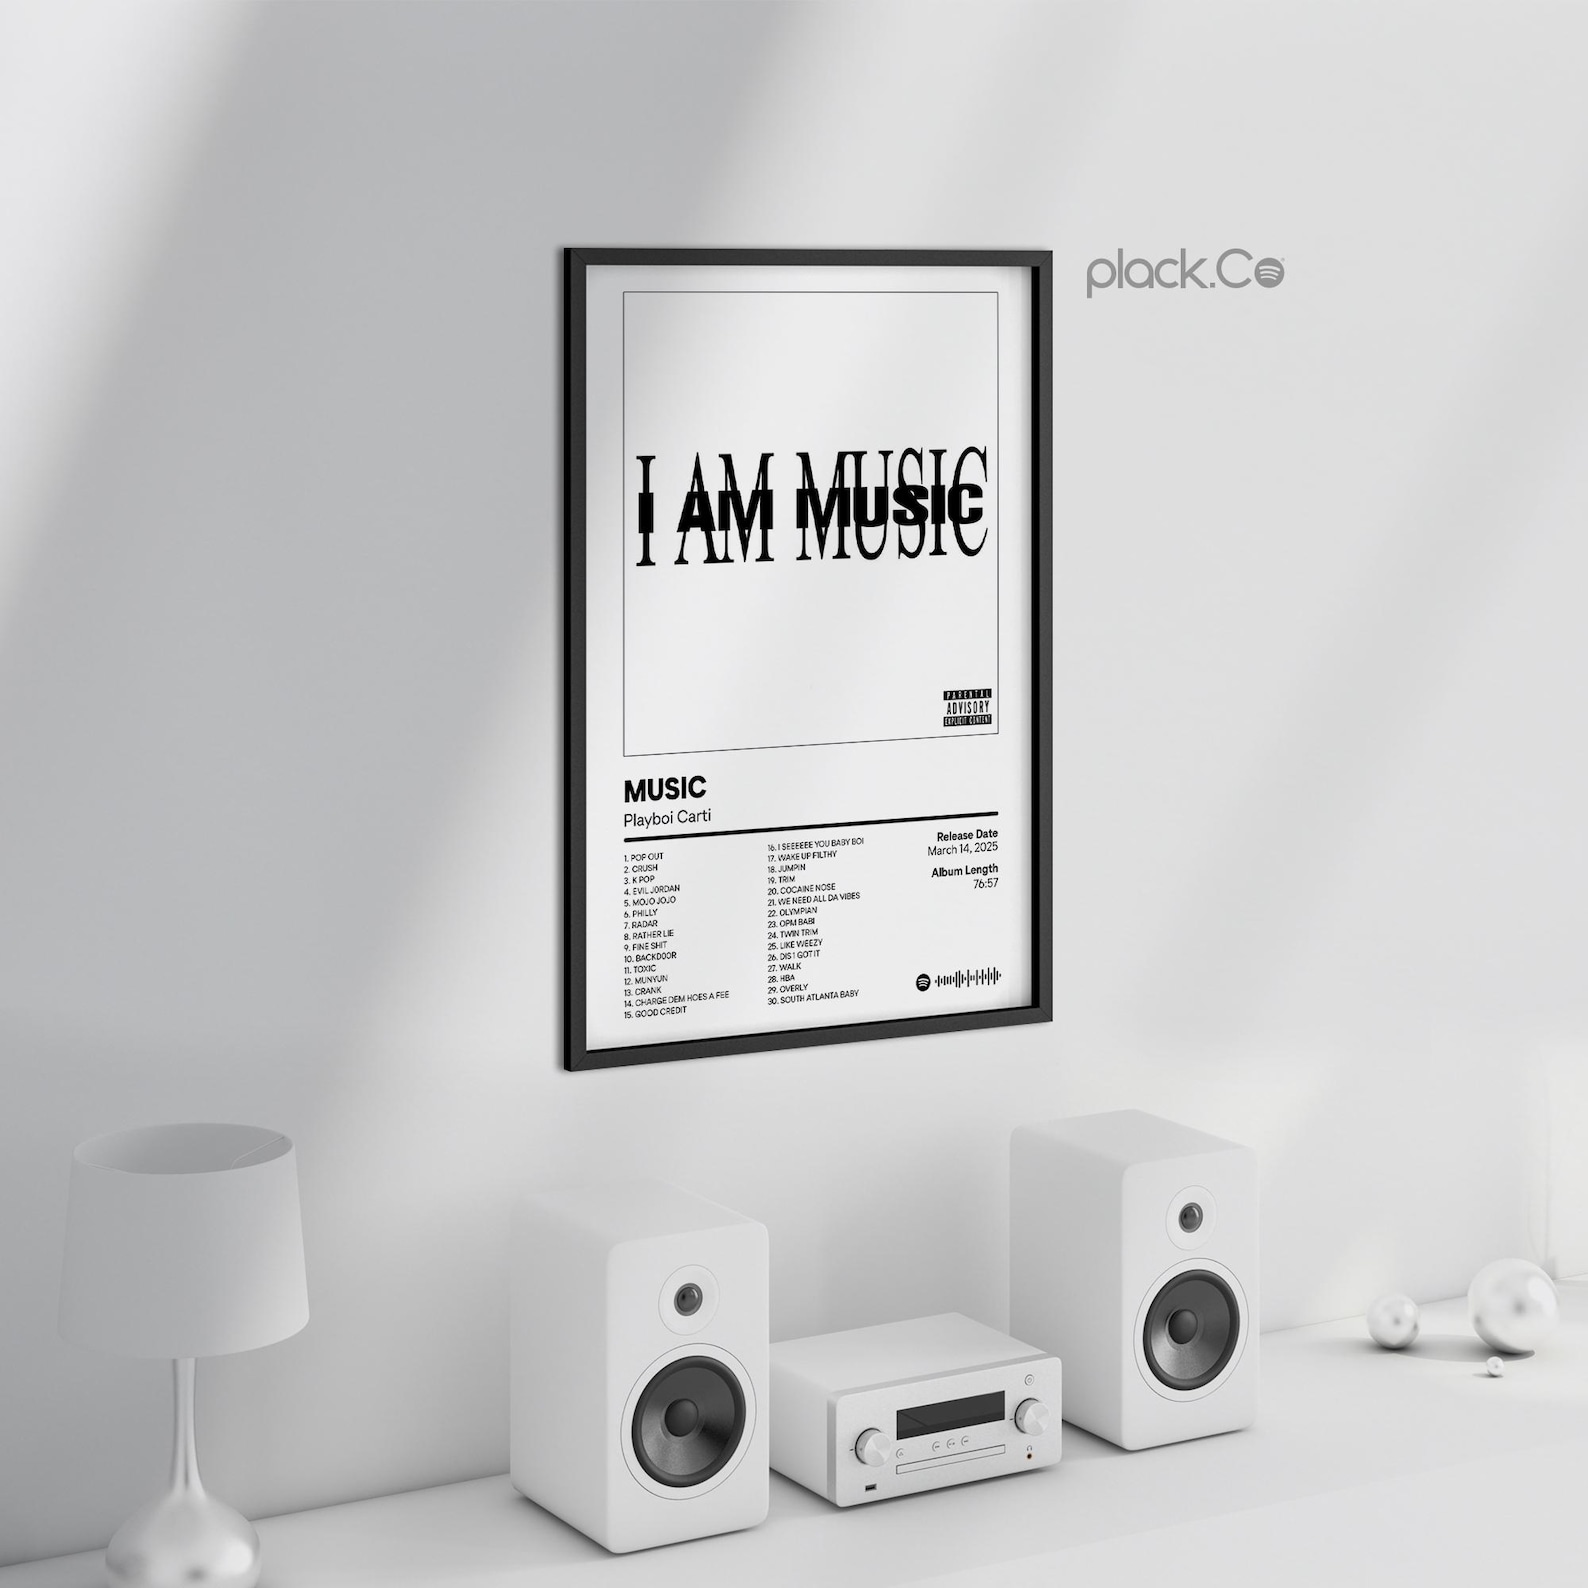 plack.Co
I AM MUSIC
I AM MUSIC
PARENTAL
ADVISORY
EXPLICIT CONTENT
MUSIC
Playboi Carti
1. POP OUT
2. CRUSH
3. K POP
4. EVIL J0RDAN
5. MOJO JOJO
6. PHILLY
7. RADAR
8. RATHER LIE
9. FINE SHIT
10. BACKD00R
11. TOXIC
12. MUNYUN
13. CRANK
14. CHARGE DEM HOES A FEE
15. GOOD CREDIT
16. I SEEEEEE YOU BABY BOI
17. WAKE UP F1LTHY
18. JUMPIN
19. TRIM
20. COCAINE NOSE
21. WE NEED ALL DA VIBES
22. OLYMPIAN
23. OPM BABI
24. TWIN TRIM
25. LIKE WEEZY
26. DIS 1 GOT IT
27. WALK
28. HBA
29. OVERLY
30. SOUTH ATLANTA BABY
Release Date
March 14, 2025
Album Length
76:57